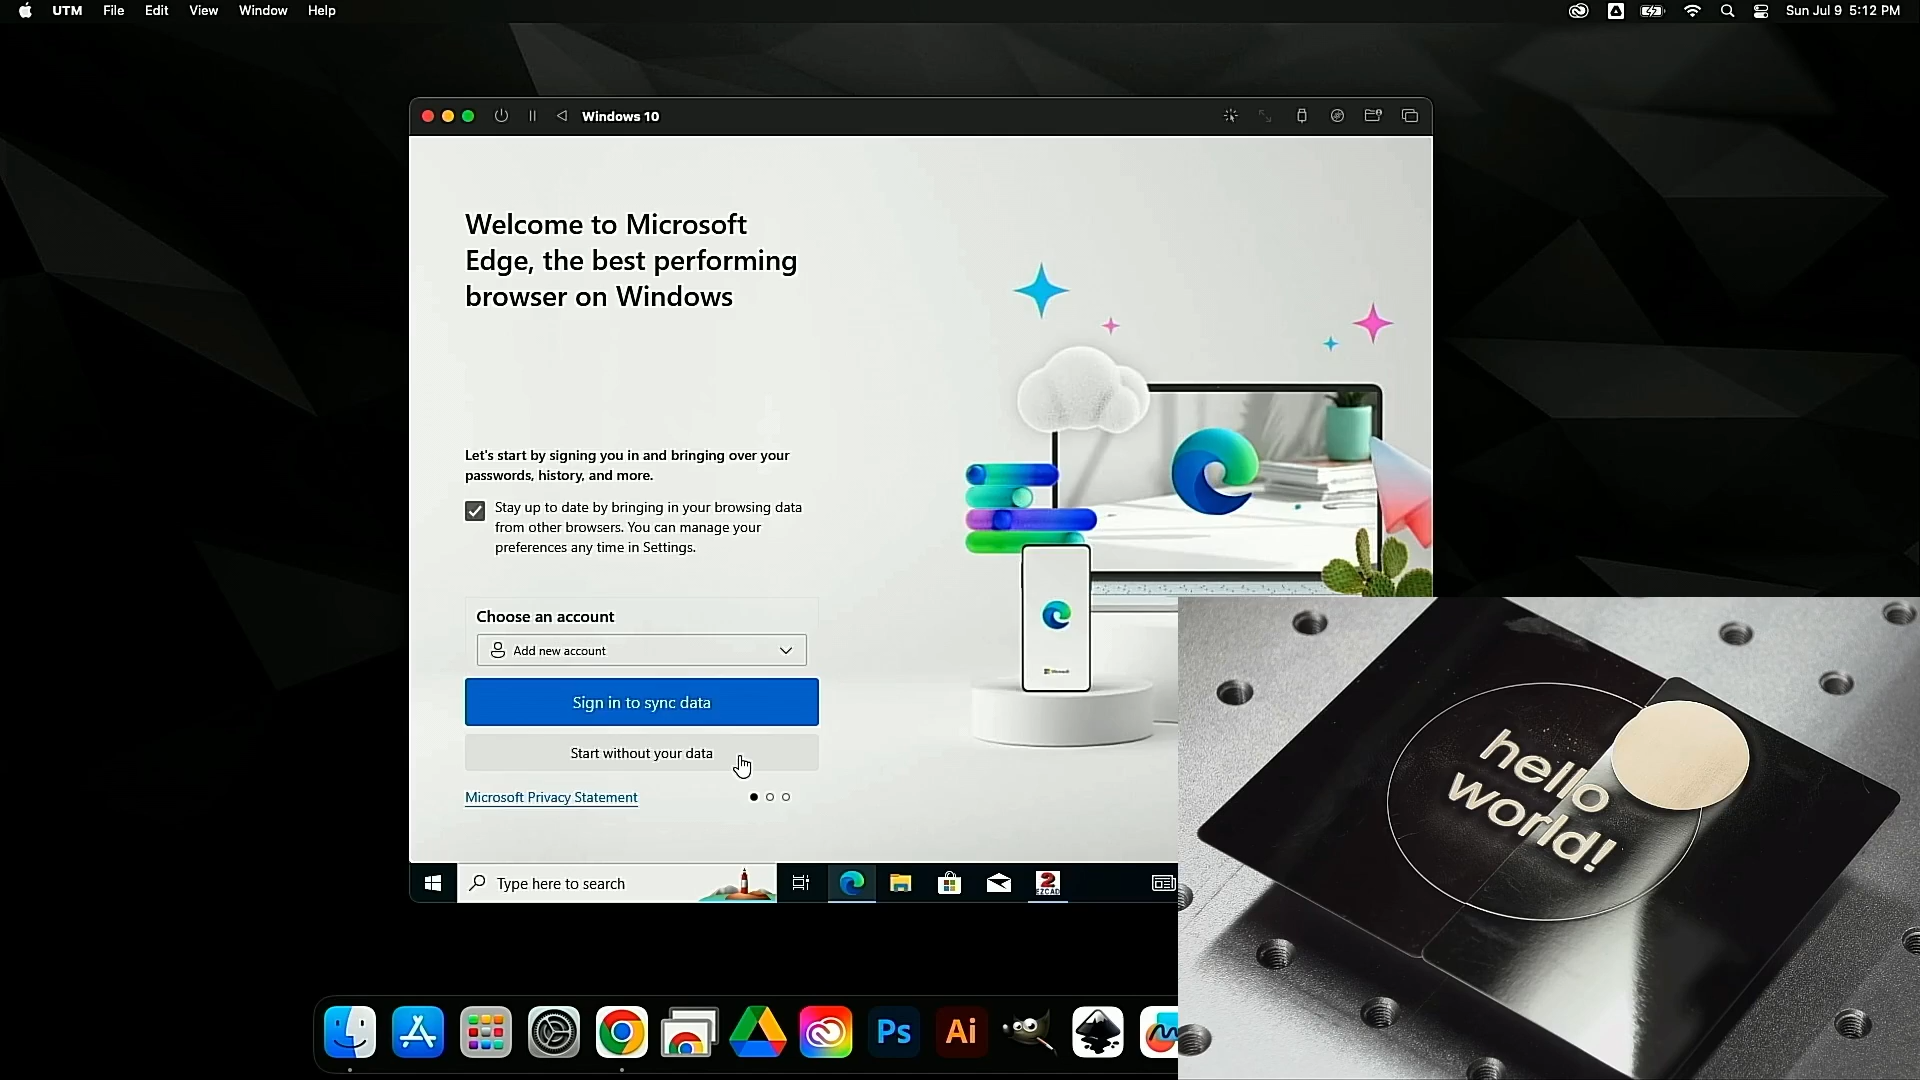 UTM File Edit View Window Help Sun Jul 9 5:12 PM
Windows 10
Welcome to Microsoft
Edge, the best performing
browser on Windows
Let's start by signing you in and bringing over your
passwords, history, and more.
Stay up to date by bringing in your browsing data
from other browsers. You can manage your
preferences any time in Settings.
Choose an account
Add new account
Sign in to sync data
Start without your data
Microsoft Privacy Statement
Microsoft
hello
world!
Type here to search
2
EZCAD
Ps
Ai